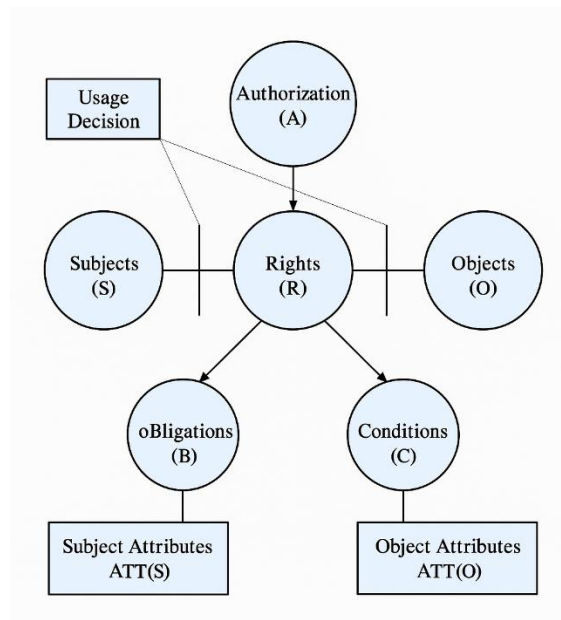 Usage
Decision
Authorization
(A)
Subjects
(S)
Rights
(R)
Objects
(O)
oBligations
(B)
Conditions
(C)
Subject Attributes
ATT(S)
Object Attributes
ATT(O)